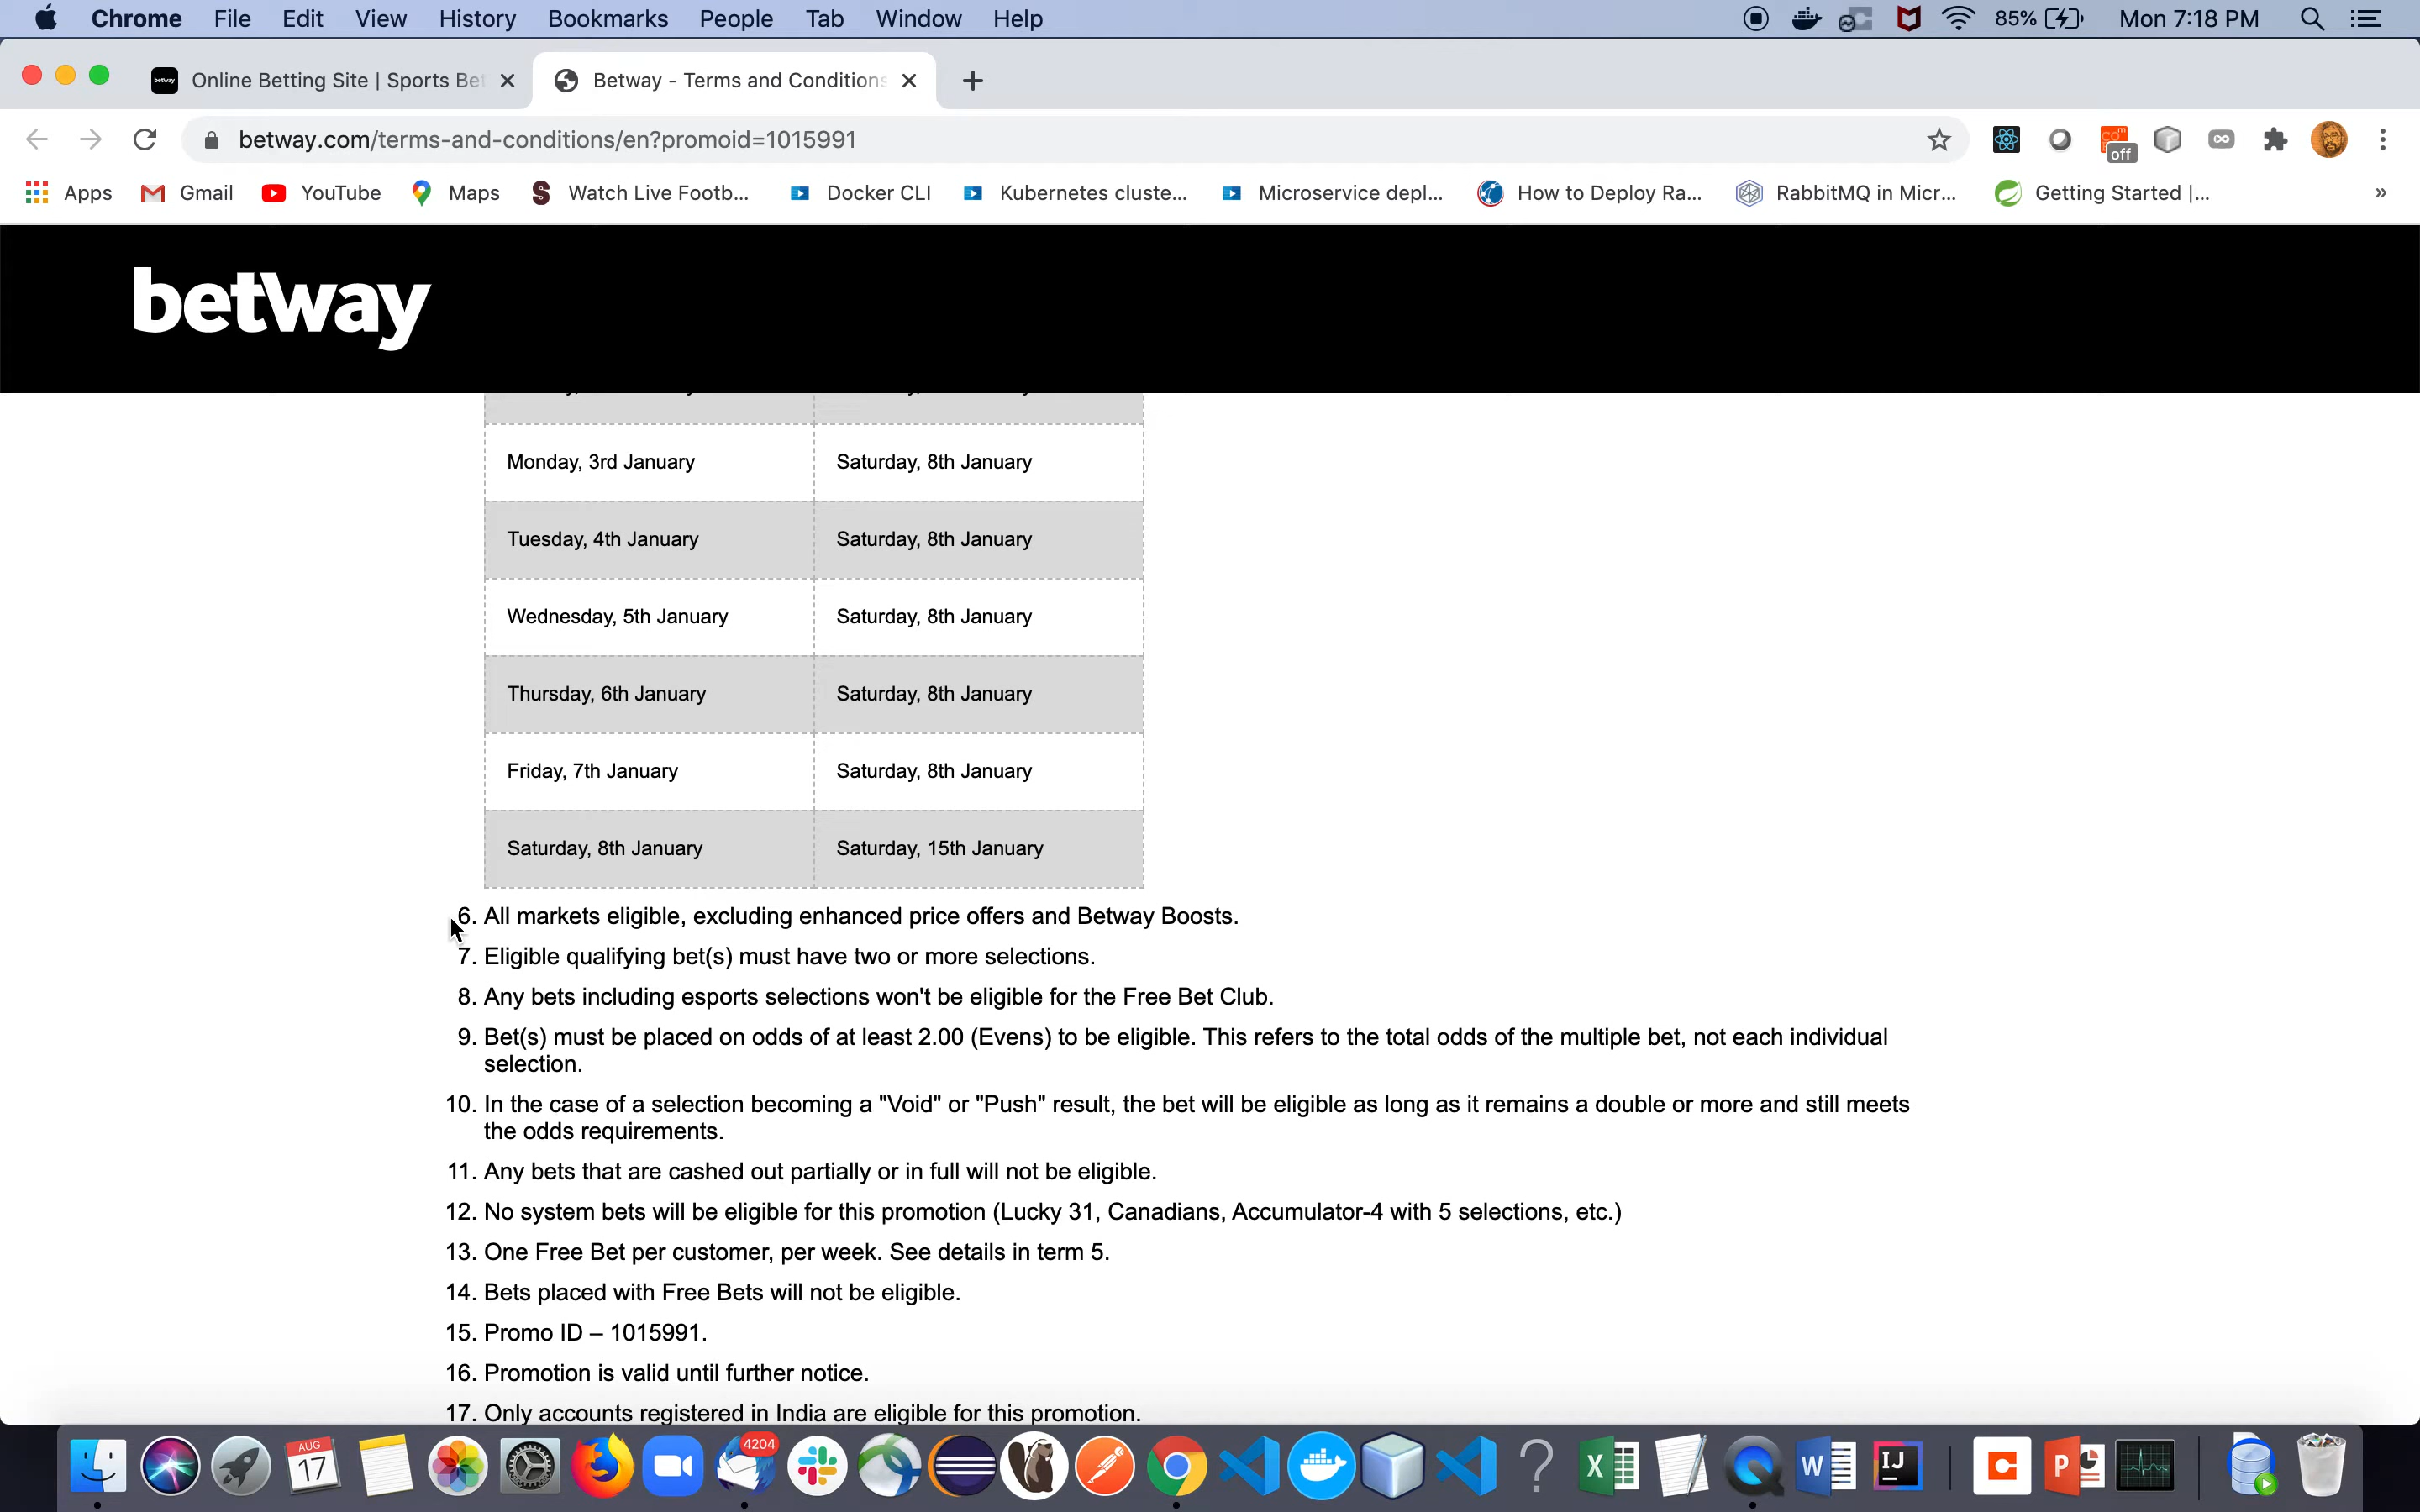 Chrome File Edit View History Bookmarks People Tab Window Help 85% Mon 7:18 PM
betway Online Betting Site | Sports Bet Betway - Terms and Conditions
betway.com/terms-and-conditions/en?promoid=1015991 off
Apps Gmail YouTube Maps Watch Live Footb... Docker CLI Kubernetes cluste... Microservice depl... How to Deploy Ra... RabbitMQ in Micr... Getting Started |... »
betway
Monday, 3rd January Saturday, 8th January
Tuesday, 4th January Saturday, 8th January
Wednesday, 5th January Saturday, 8th January
Thursday, 6th January Saturday, 8th January
Friday, 7th January Saturday, 8th January
Saturday, 8th January Saturday, 15th January
6. All markets eligible, excluding enhanced price offers and Betway Boosts.
7. Eligible qualifying bet(s) must have two or more selections.
8. Any bets including esports selections won't be eligible for the Free Bet Club.
9. Bet(s) must be placed on odds of at least 2.00 (Evens) to be eligible. This refers to the total odds of the multiple bet, not each individual
selection.
10. In the case of a selection becoming a "Void" or "Push" result, the bet will be eligible as long as it remains a double or more and still meets
the odds requirements.
11. Any bets that are cashed out partially or in full will not be eligible.
12. No system bets will be eligible for this promotion (Lucky 31, Canadians, Accumulator-4 with 5 selections, etc.)
13. One Free Bet per customer, per week. See details in term 5.
14. Bets placed with Free Bets will not be eligible.
15. Promo ID – 1015991.
16. Promotion is valid until further notice.
17. Only accounts registered in India are eligible for this promotion.
AUG 17 4204 X W IJ C P